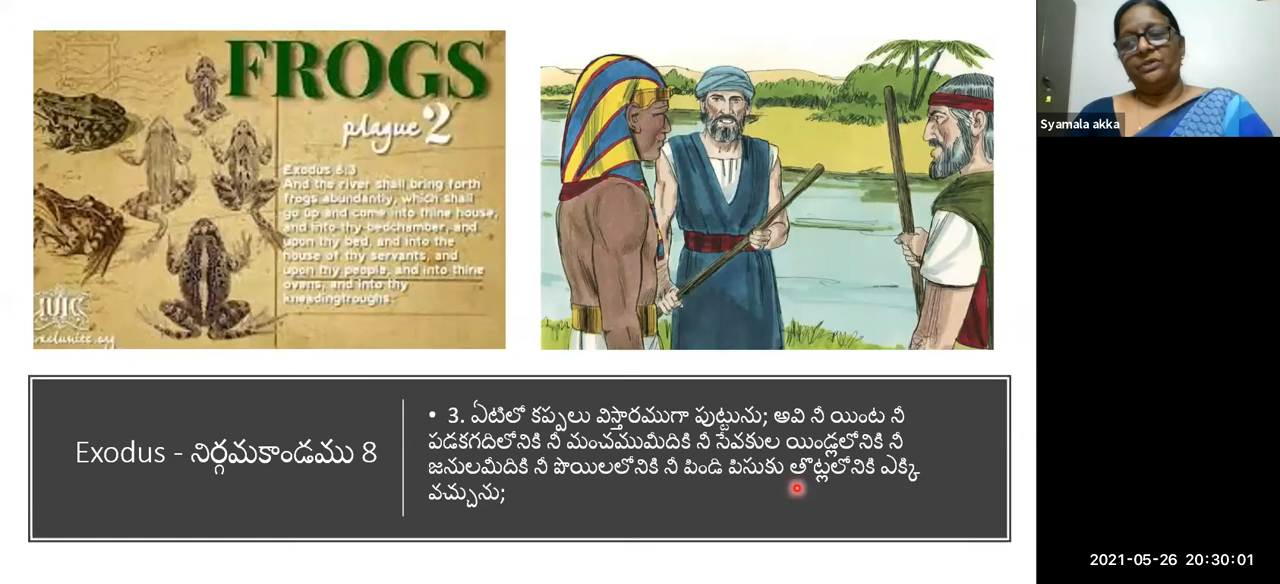 FROGS
plague 2
Exodus 8:3
And the river shall bring forth
frogs abundantly, which shall
go up and come into thine house,
and into thy bedchamber, and
upon thy bed, and into the
house of thy servants, and
upon thy people, and into thine
ovens, and into thy
kneadingtroughs.
IUIC
Syamala akka
Exodus - నిర్గమకాండము 8
• 3. ఏటిలో కప్పలు విస్తారముగా పుట్టును; అవి నీ యింట నీ
పడకగదిలోనికి నీ మంచముమీదికి నీ సేవకుల యిండ్లలోనికి నీ
జనులమీదికి నీ పొయిలలోనికి నీ పిండి పిసుకు తొట్లలోనికి ఎక్కి
వచ్చును;
2021-05-26 20:30:01